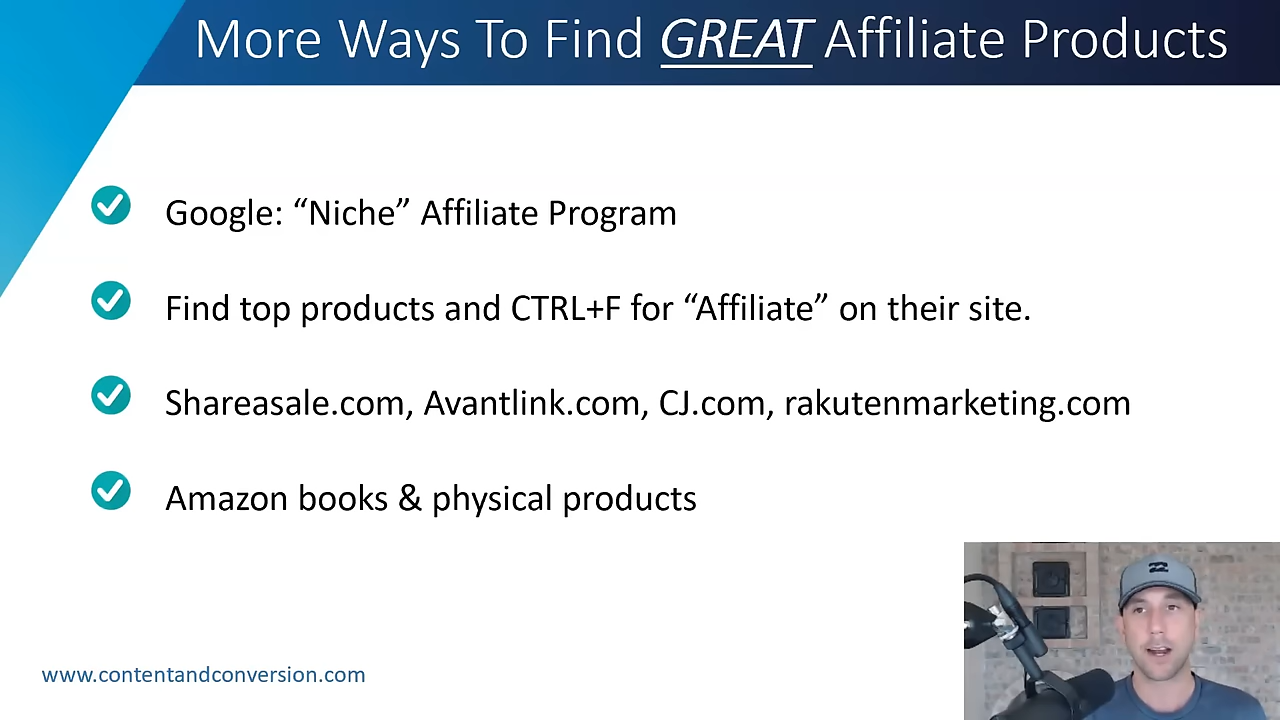 More Ways To Find GREAT Affiliate Products
Google: “Niche” Affiliate Program
Find top products and CTRL+F for “Affiliate” on their site.
Shareasale.com, Avantlink.com, CJ.com, rakutenmarketing.com
Amazon books & physical products
www.contentandconversion.com